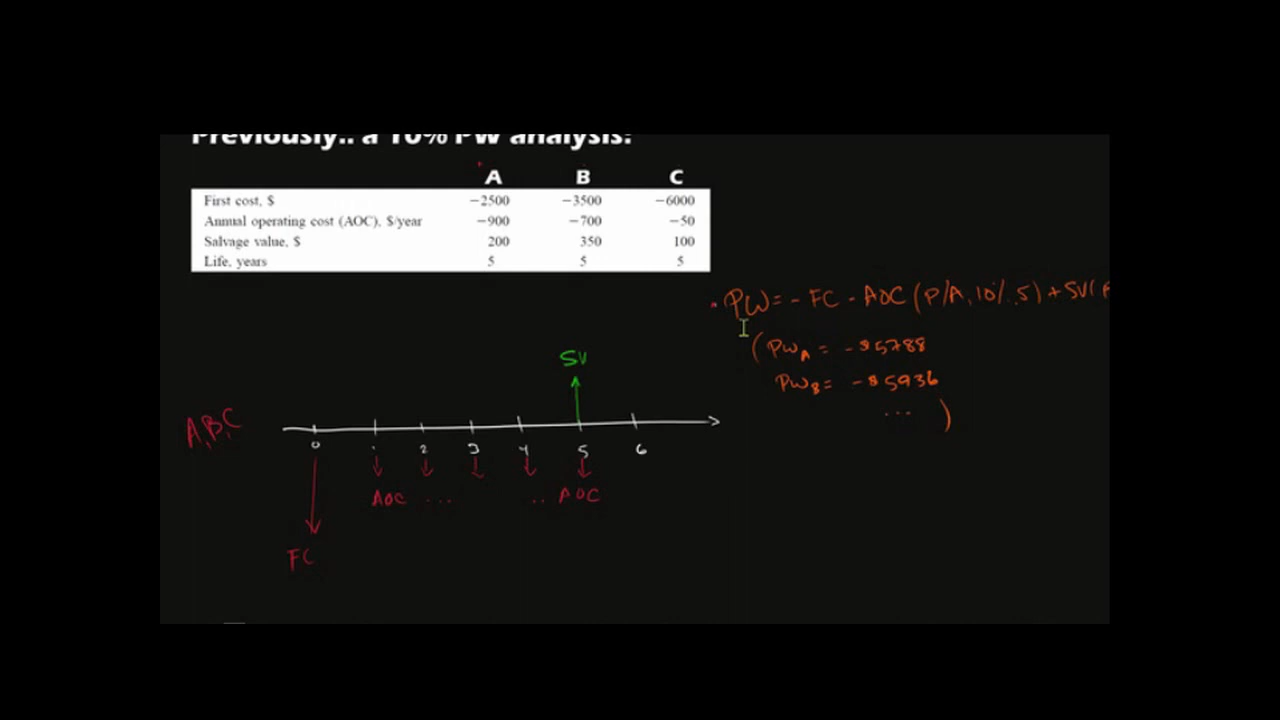 Previously.. a 10% PW analysis:
A B C
First cost, $ −2500 −3500 −6000
Annual operating cost (AOC), $/year −900 −700 −50
Salvage value, $ 200 350 100
Life, years 5 5 5
PW = - FC - AOC (P/A, 10%, 5) + SV(
(PWA = -$5788
PWB = -$5936
... )
SV
A,B,C
0 1 2 3 4 5 6
AOC ... .. AOC
FC